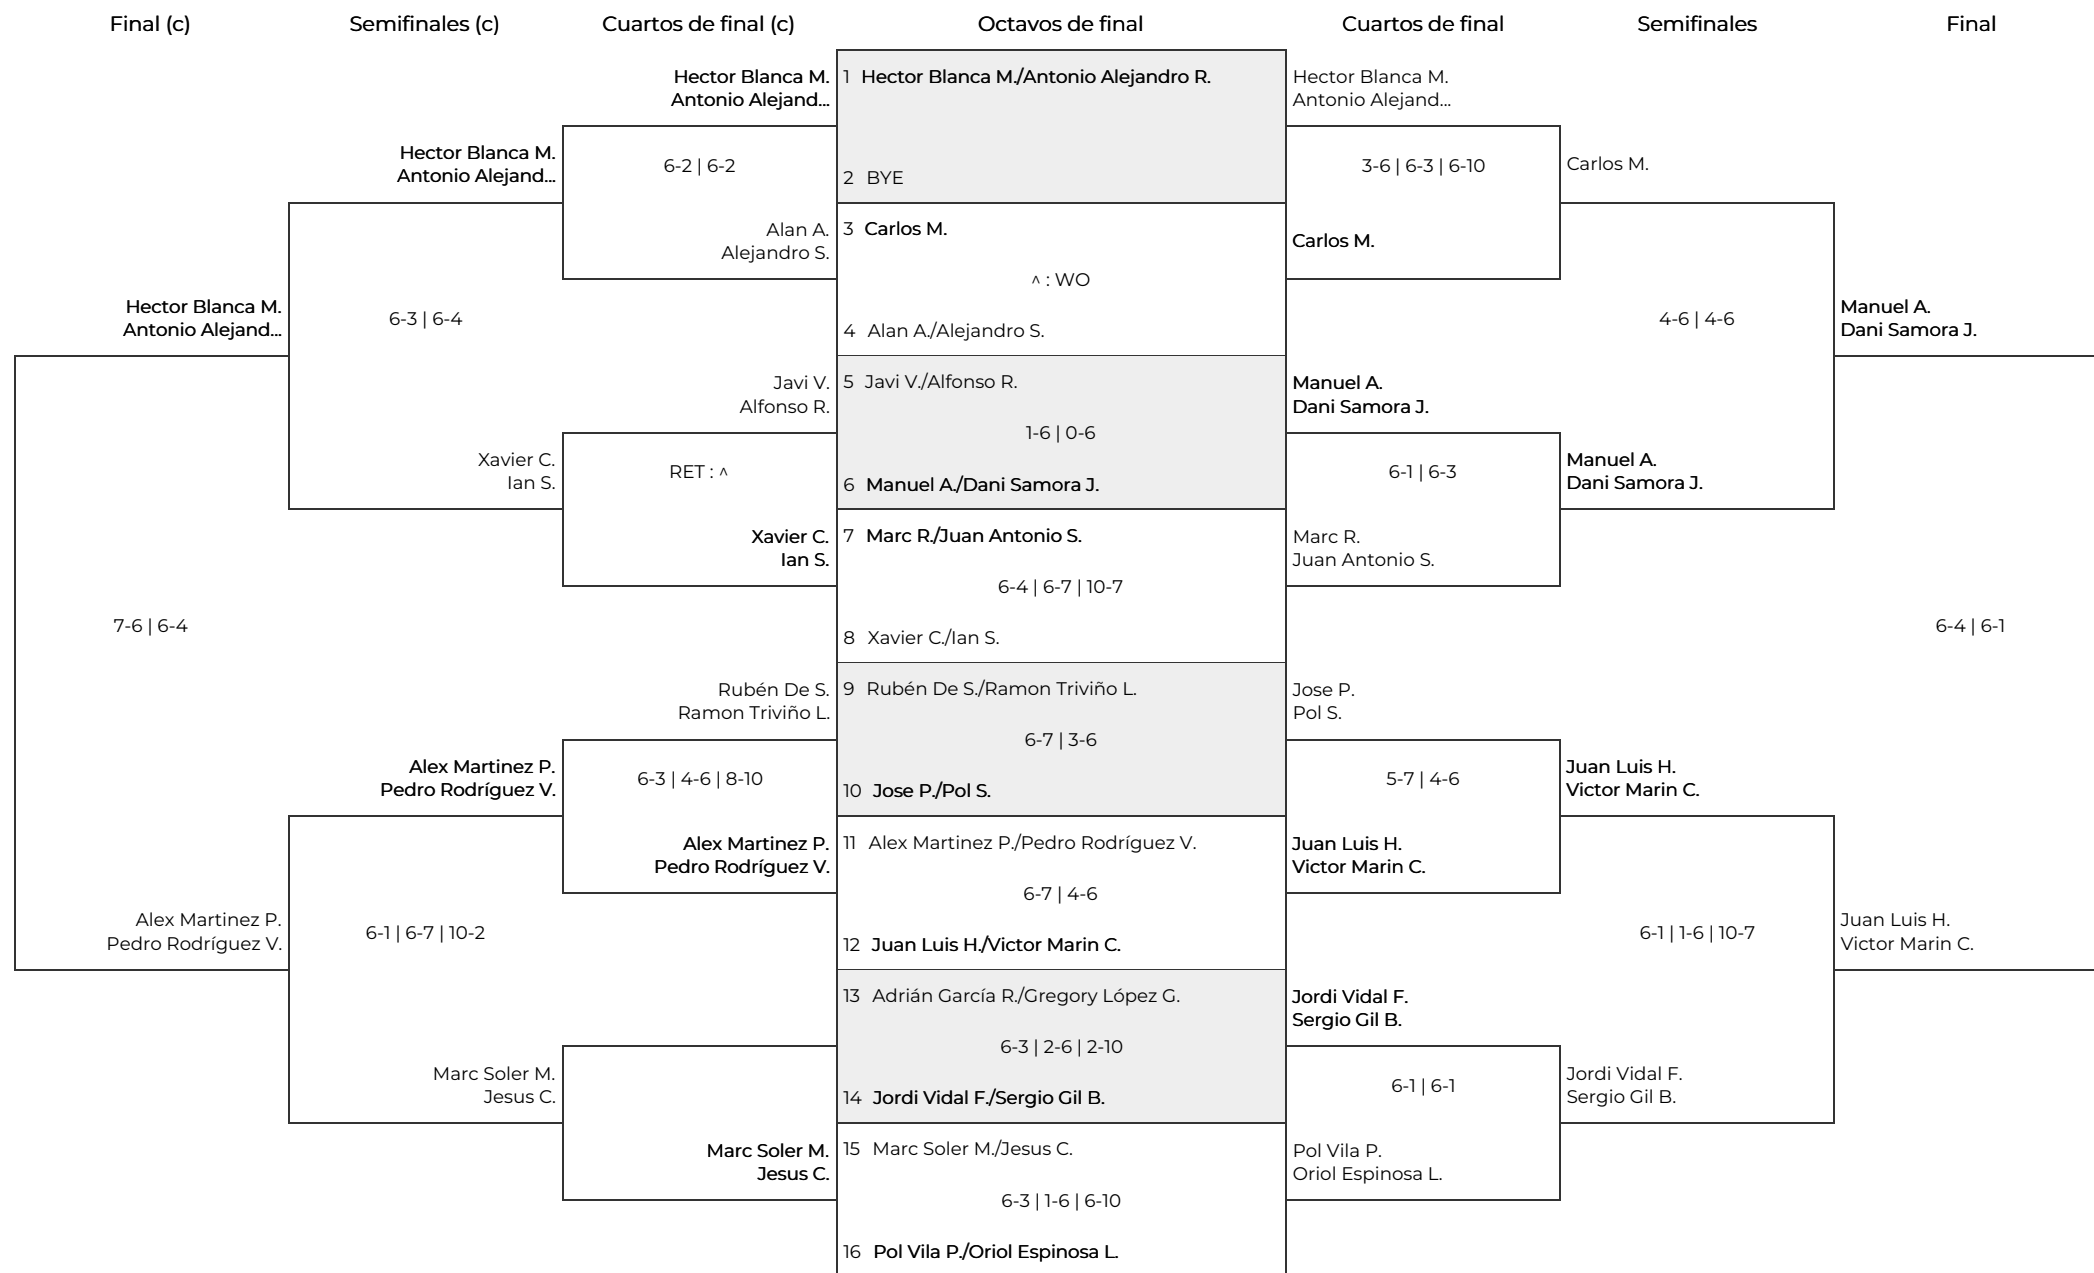 Final (c)
Semifinales (c)
Cuartos de final (c)
Octavos de final
Cuartos de final
Semifinales
Final
Hector Blanca M.
Antonio Alejand...
6-3 | 6-4
7-6 | 6-4
Alex Martinez P.
Pedro Rodríguez V.
Hector Blanca M.
Antonio Alejand...
Xavier C.
Ian S.
Alex Martinez P.
Pedro Rodríguez V.
6-1 | 6-7 | 10-2
Marc Soler M.
Jesus C.
Hector Blanca M.
Antonio Alejand...
6-2 | 6-2
Alan A.
Alejandro S.
Javi V.
Alfonso R.
RET : ^
Xavier C.
Ian S.
Rubén De S.
Ramon Triviño L.
6-3 | 4-6 | 8-10
Alex Martinez P.
Pedro Rodríguez V.
Marc Soler M.
Jesus C.
1 Hector Blanca M./Antonio Alejandro R.
2 BYE
3 Carlos M.
^ : WO
4 Alan A./Alejandro S.
5 Javi V./Alfonso R.
1-6 | 0-6
6 Manuel A./Dani Samora J.
7 Marc R./Juan Antonio S.
6-4 | 6-7 | 10-7
8 Xavier C./Ian S.
9 Rubén De S./Ramon Triviño L.
6-7 | 3-6
10 Jose P./Pol S.
11 Alex Martinez P./Pedro Rodríguez V.
6-7 | 4-6
12 Juan Luis H./Victor Marin C.
13 Adrián García R./Gregory López G.
6-3 | 2-6 | 2-10
14 Jordi Vidal F./Sergio Gil B.
15 Marc Soler M./Jesus C.
6-3 | 1-6 | 6-10
16 Pol Vila P./Oriol Espinosa L.
Hector Blanca M.
Antonio Alejand...
3-6 | 6-3 | 6-10
Carlos M.
Manuel A.
Dani Samora J.
6-1 | 6-3
Marc R.
Juan Antonio S.
Jose P.
Pol S.
5-7 | 4-6
Juan Luis H.
Victor Marin C.
Jordi Vidal F.
Sergio Gil B.
6-1 | 6-1
Pol Vila P.
Oriol Espinosa L.
Carlos M.
4-6 | 4-6
Manuel A.
Dani Samora J.
Juan Luis H.
Victor Marin C.
6-1 | 1-6 | 10-7
Jordi Vidal F.
Sergio Gil B.
Manuel A.
Dani Samora J.
6-4 | 6-1
Juan Luis H.
Victor Marin C.